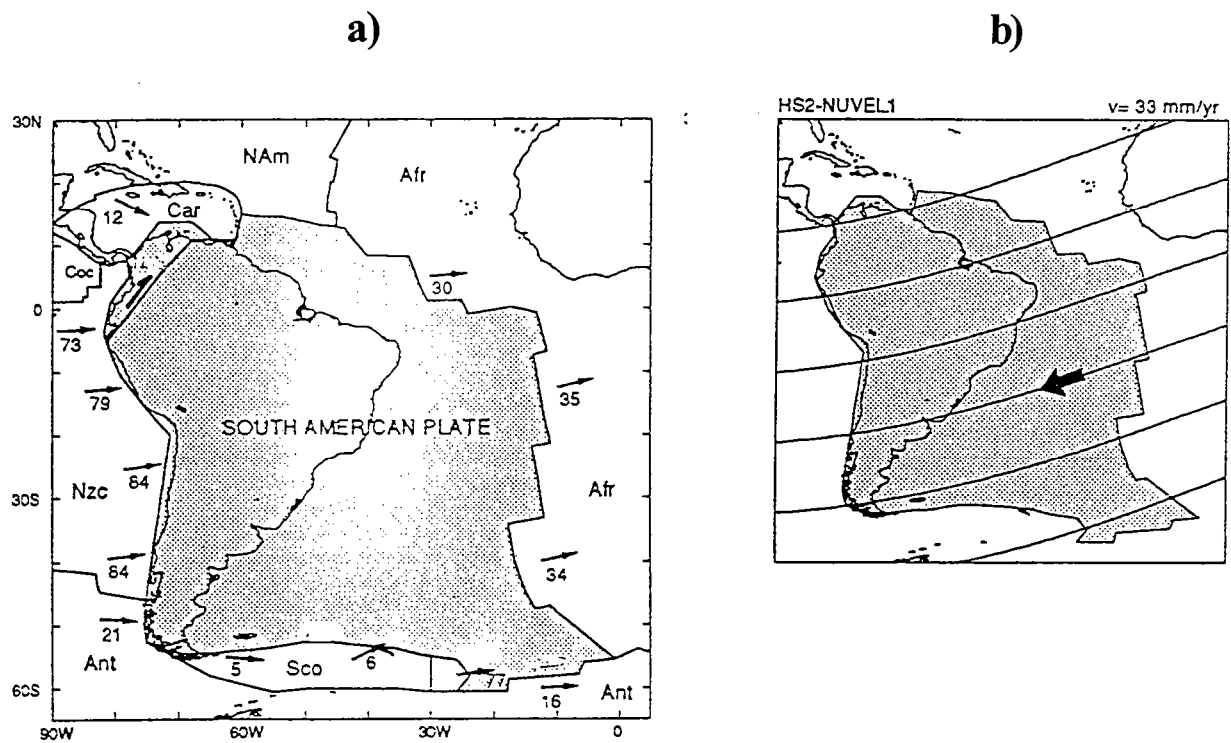 a)
b)
HS2-NUVEL1
v= 33 mm/yr
30N
0
30S
60S
90W
60W
30W
0
NAm
Afr
12
Car
Coc
30
73
79
35
SOUTH AMERICAN PLATE
84
Nzc
Afr
84
34
21
Ant
5
Sco
6
77
16
Ant